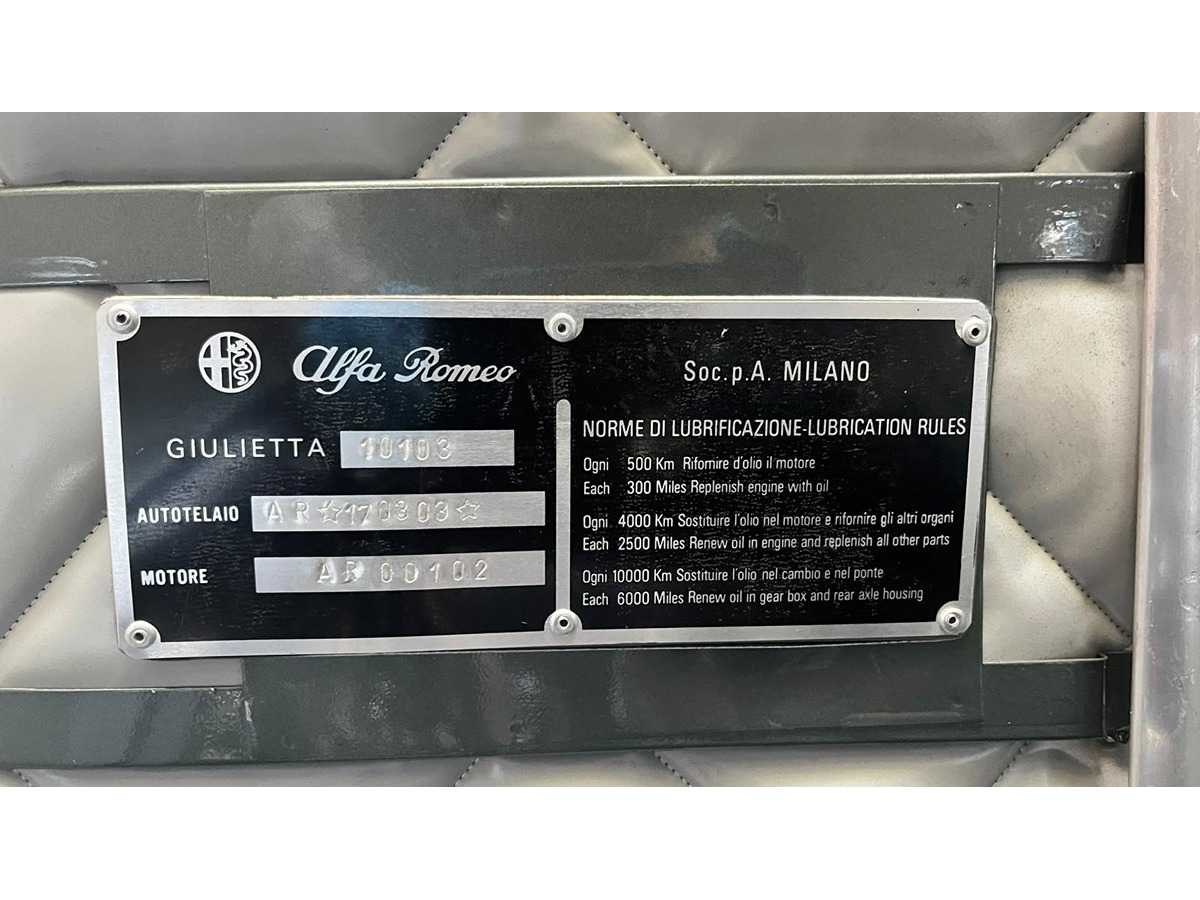 Alfa Romeo
GIULIETTA 10103
AUTOTELAIO AR☆170303☆
MOTORE AR 00102
Soc.p.A. MILANO
NORME DI LUBRIFICAZIONE-LUBRICATION RULES
Ogni 500 Km Rifornire d'olio il motore
Each 300 Miles Replenish engine with oil
Ogni 4000 Km Sostituire l'olio nel motore e rifornire gli altri organi
Each 2500 Miles Renew oil in engine and replenish all other parts
Ogni 10000 Km Sostituire l'olio nel cambio e nel ponte
Each 6000 Miles Renew oil in gear box and rear axle housing